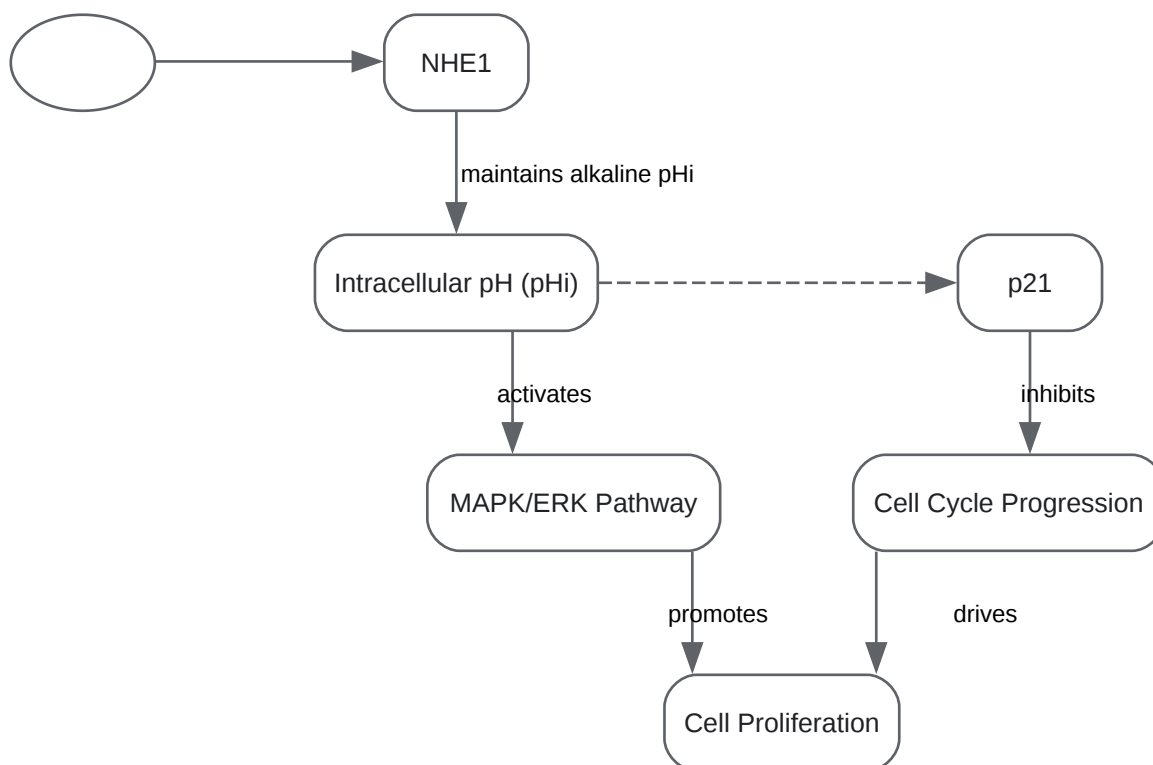 NHE1
maintains alkaline pHi
Intracellular pH (pHi)
p21
activates
inhibits
MAPK/ERK Pathway
Cell Cycle Progression
promotes
drives
Cell Proliferation